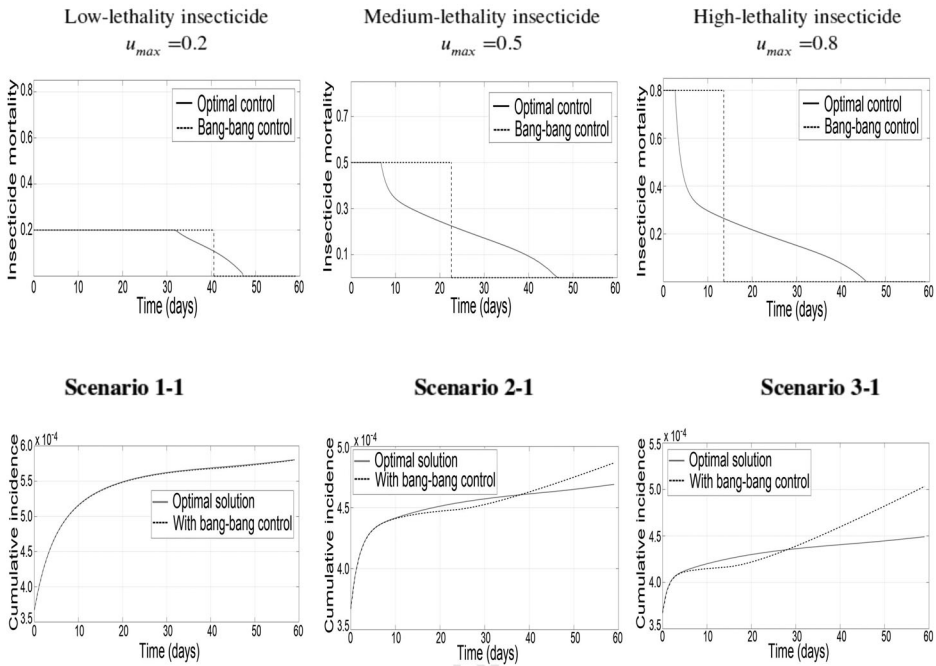 Low-lethality insecticide
u_max =0.2
Medium-lethality insecticide
u_max =0.5
High-lethality insecticide
u_max =0.8
Insecticide mortality
0.8
0.6
0.4
0.2
0
Optimal control
Bang-bang control
0 10 20 30 40 50 60
Time (days)
Insecticide mortality
0.7
0.5
0.3
0.1
Optimal control
Bang-bang control
0 10 20 30 40 50 60
Time (days)
Insecticide mortality
0.8
0.6
0.4
0.2
0
Optimal control
Bang-bang control
0 10 20 30 40 50 60
Time (days)
Scenario 1-1
Scenario 2-1
Scenario 3-1
Cumulative incidence
x 10-4
6.0
5.5
5.0
4.5
4.0
3.5
Optimal solution
With bang-bang control
0 10 20 30 40 50 60
Time (days)
Cumulative incidence
x 10-4
5.0
4.5
4.0
3.5
Optimal solution
With bang-bang control
0 10 20 30 40 50 60
Time (days)
Cumulative incidence
x 10-4
5.5
5.0
4.5
4.0
3.5
Optimal solution
With bang-bang control
0 10 20 30 40 50 60
Time (days)